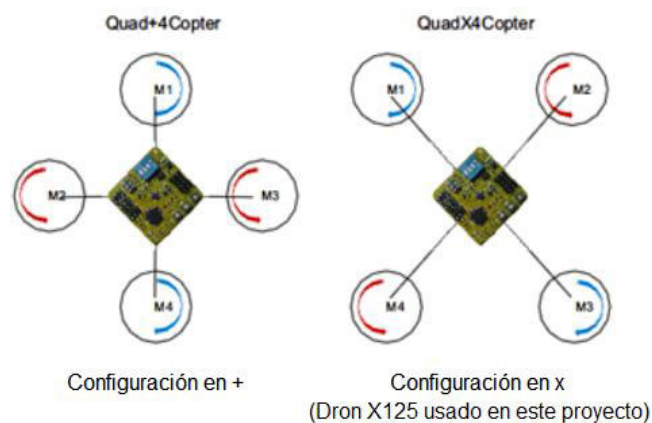 Quad+4Copter
QuadX4Copter
M1
M2
M3
M4
M1
M2
M4
M3
Configuración en +
Configuración en x
(Dron X125 usado en este proyecto)